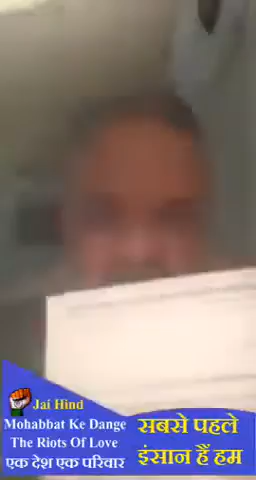 Jai Hind
Mohabbat Ke Dange
The Riots Of Love
एक देश एक परिवार
सबसे पहले
इंसान हैं हम